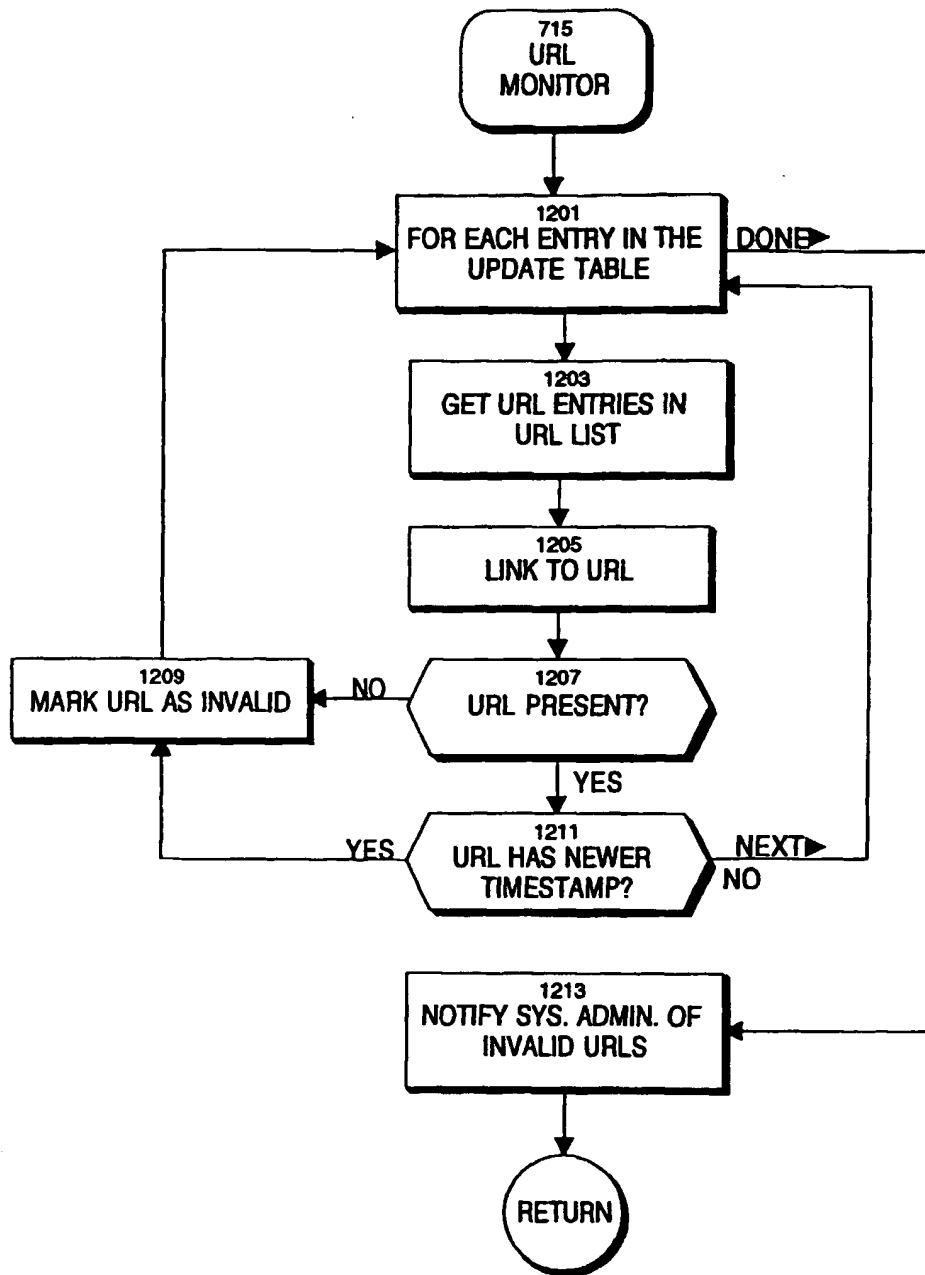 715
URL
MONITOR
1201
FOR EACH ENTRY IN THE
UPDATE TABLE
DONE
1203
GET URL ENTRIES IN
URL LIST
1205
LINK TO URL
1207
URL PRESENT?
NO
1209
MARK URL AS INVALID
YES
1211
URL HAS NEWER
TIMESTAMP?
YES
NEXT
NO
1213
NOTIFY SYS. ADMIN. OF
INVALID URLS
RETURN